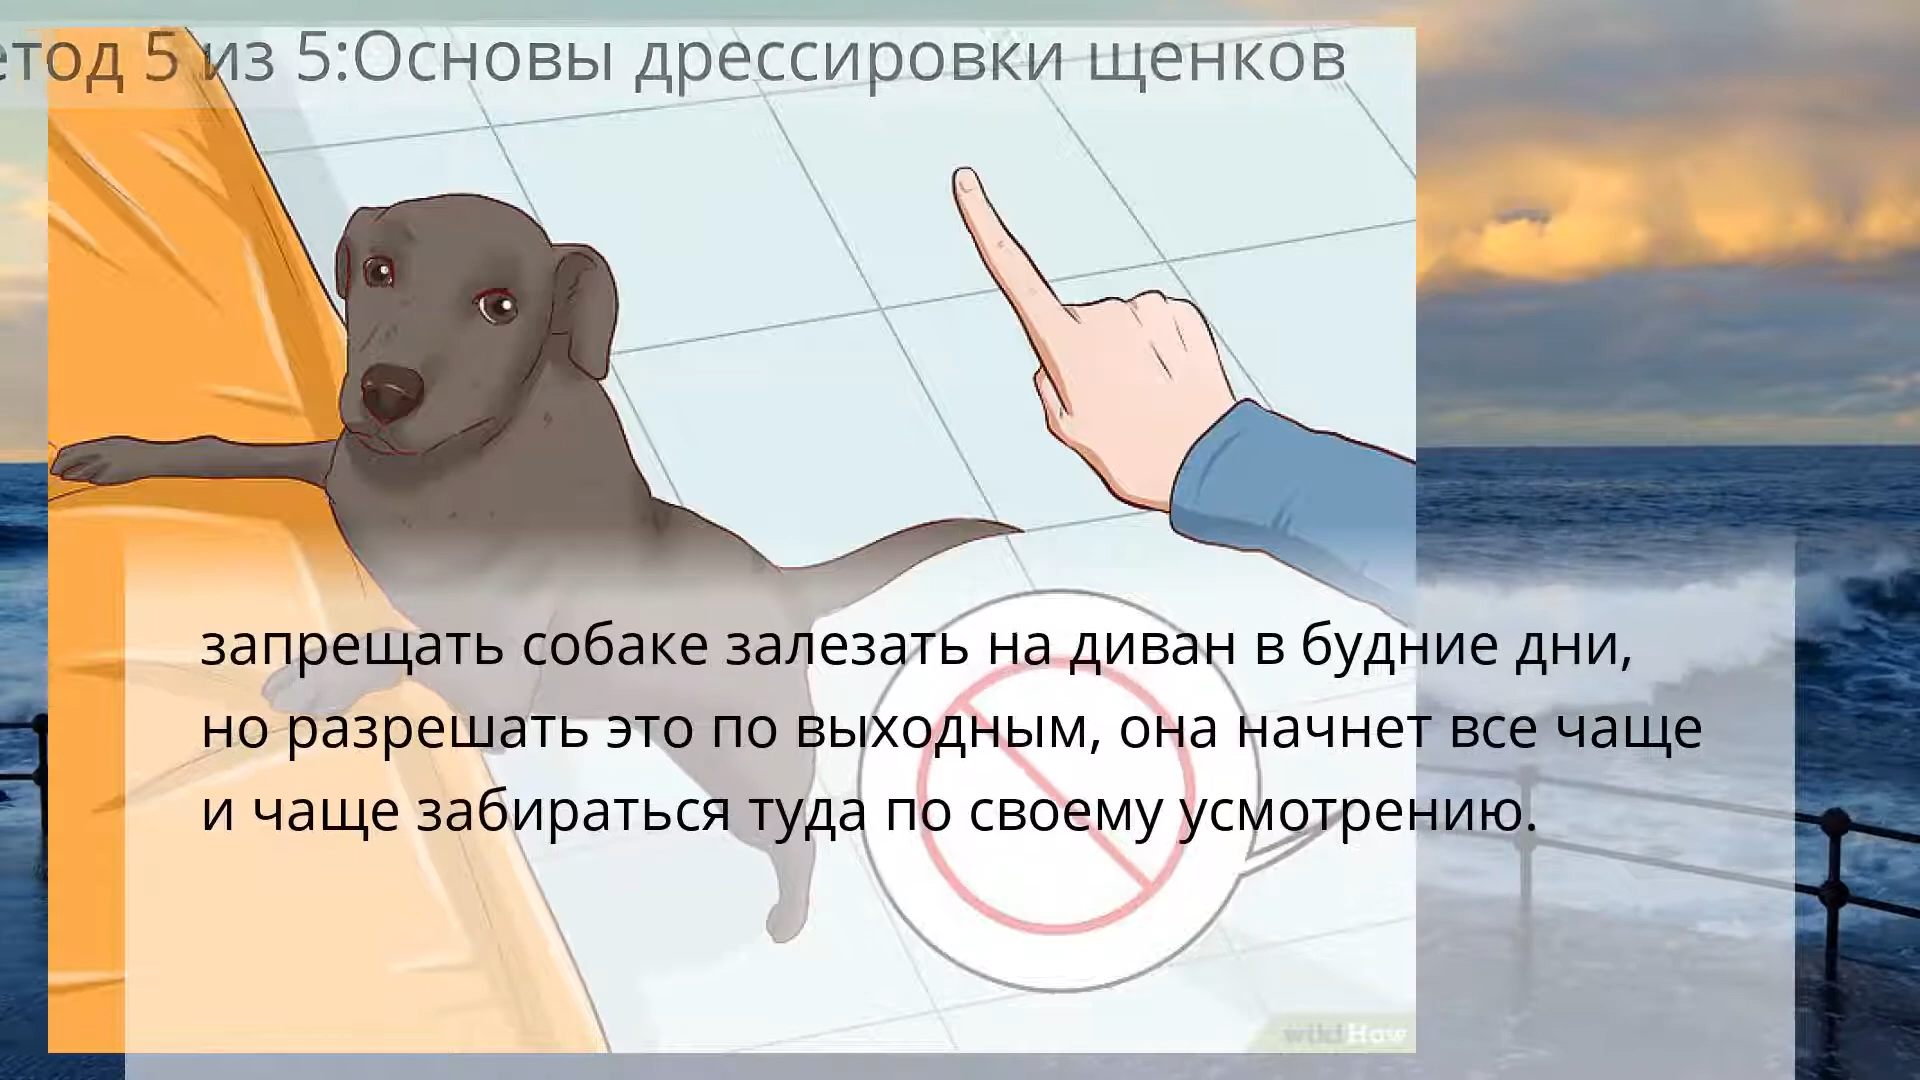 етод 5 из 5:Основы дрессировки щенков
запрещать собаке залезать на диван в будние дни,
но разрешать это по выходным, она начнет все чаще
и чаще забираться туда по своему усмотрению.
wikiHow